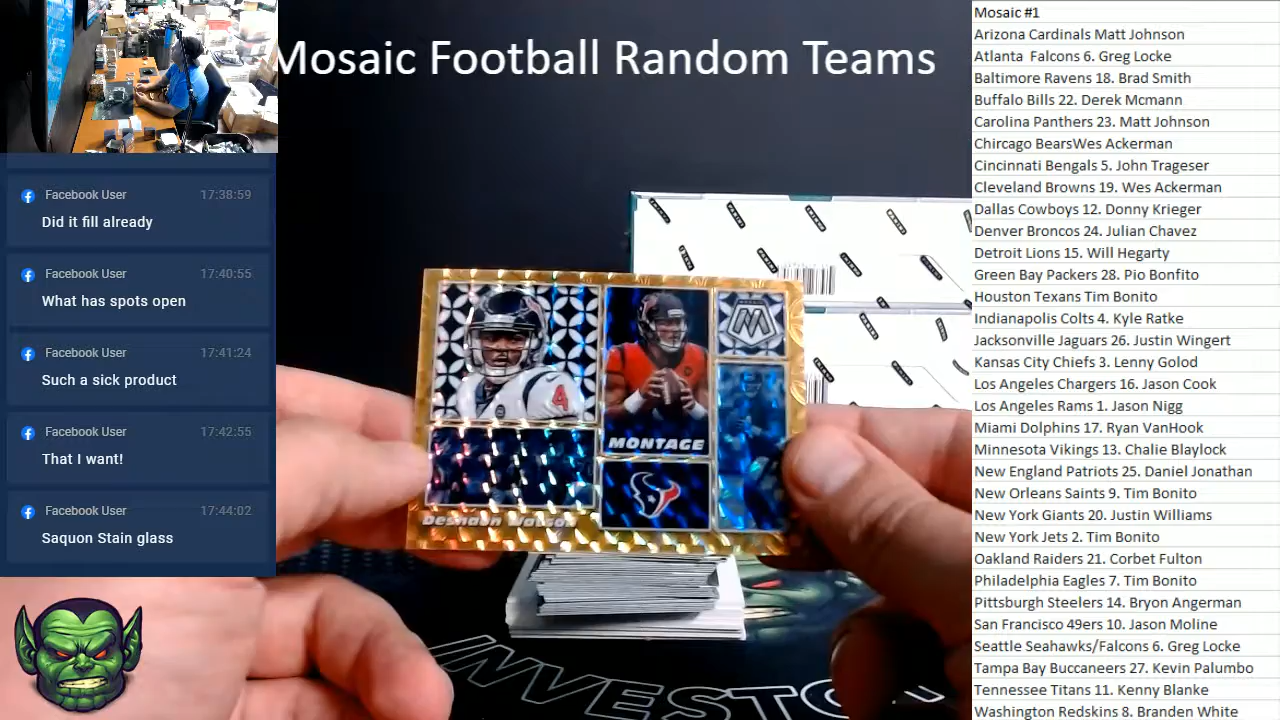 Mosaic Football Random Teams
Facebook User 17:38:59
Did it fill already
Facebook User 17:40:55
What has spots open
Facebook User 17:41:24
Such a sick product
Facebook User 17:42:55
That I want!
Facebook User 17:44:02
Saquon Stain glass
4
MONTAGE
Deshaun Watson
INVESTO
Mosaic #1
Arizona Cardinals Matt Johnson
Atlanta Falcons 6. Greg Locke
Baltimore Ravens 18. Brad Smith
Buffalo Bills 22. Derek Mcmann
Carolina Panthers 23. Matt Johnson
Chircago BearsWes Ackerman
Cincinnati Bengals 5. John Trageser
Cleveland Browns 19. Wes Ackerman
Dallas Cowboys 12. Donny Krieger
Denver Broncos 24. Julian Chavez
Detroit Lions 15. Will Hegarty
Green Bay Packers 28. Pio Bonfito
Houston Texans Tim Bonito
Indianapolis Colts 4. Kyle Ratke
Jacksonville Jaguars 26. Justin Wingert
Kansas City Chiefs 3. Lenny Golod
Los Angeles Chargers 16. Jason Cook
Los Angeles Rams 1. Jason Nigg
Miami Dolphins 17. Ryan VanHook
Minnesota Vikings 13. Chalie Blaylock
New England Patriots 25. Daniel Jonathan
New Orleans Saints 9. Tim Bonito
New York Giants 20. Justin Williams
New York Jets 2. Tim Bonito
Oakland Raiders 21. Corbet Fulton
Philadelphia Eagles 7. Tim Bonito
Pittsburgh Steelers 14. Bryon Angerman
San Francisco 49ers 10. Jason Moline
Seattle Seahawks/Falcons 6. Greg Locke
Tampa Bay Buccaneers 27. Kevin Palumbo
Tennessee Titans 11. Kenny Blanke
Washington Redskins 8. Branden White